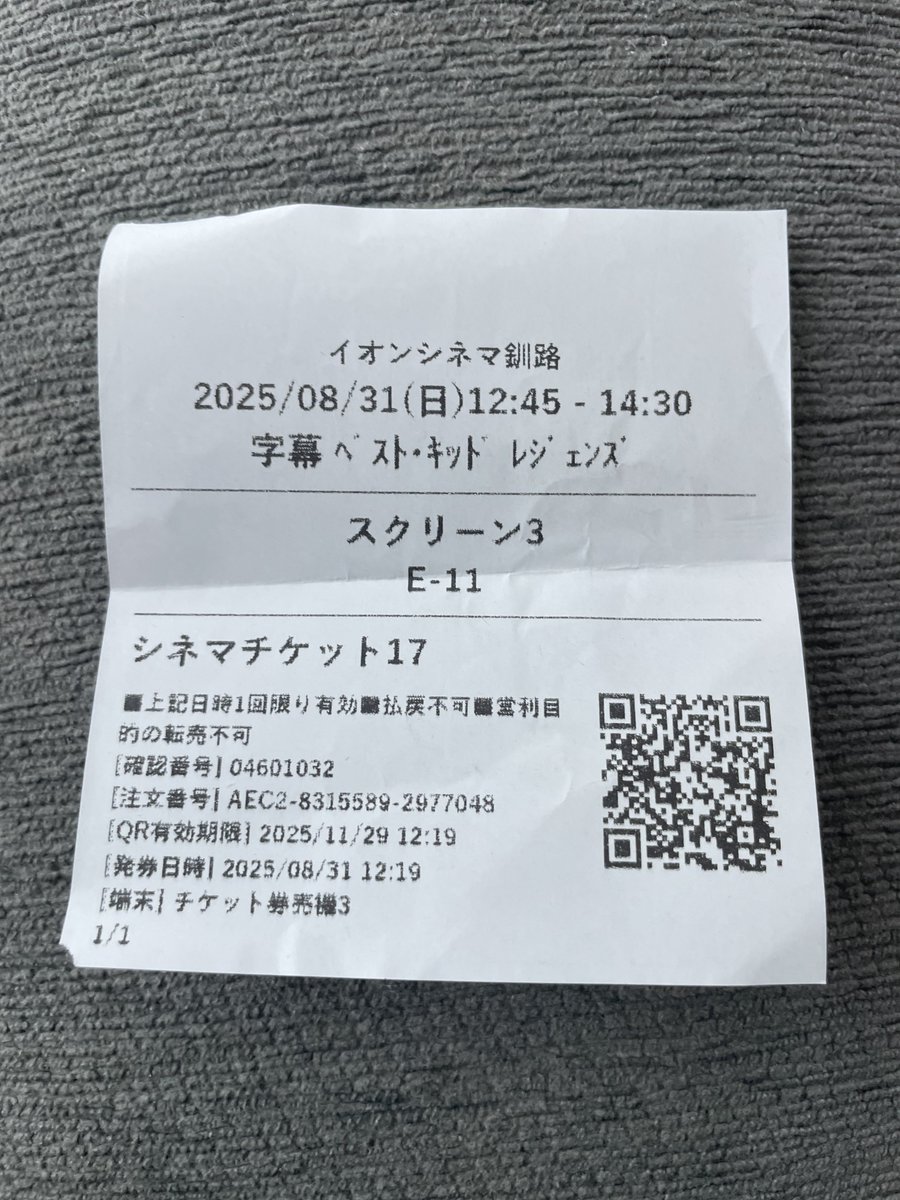 イオンシネマ釧路
2025/08/31(日)12:45 - 14:30
字幕 ﾍﾞｽﾄ･ｷｯﾄﾞ ﾚｼﾞｪﾝｽﾞ
スクリーン3
E-11
シネマチケット17
■上記日時1回限り有効■払戻不可■営利目
的の転売不可
[確認番号] 04601032
[注文番号] AEC2-8315589-2977048
[QR有効期限] 2025/11/29 12:19
[発券日時] 2025/08/31 12:19
[端末] チケット券売機3
1/1